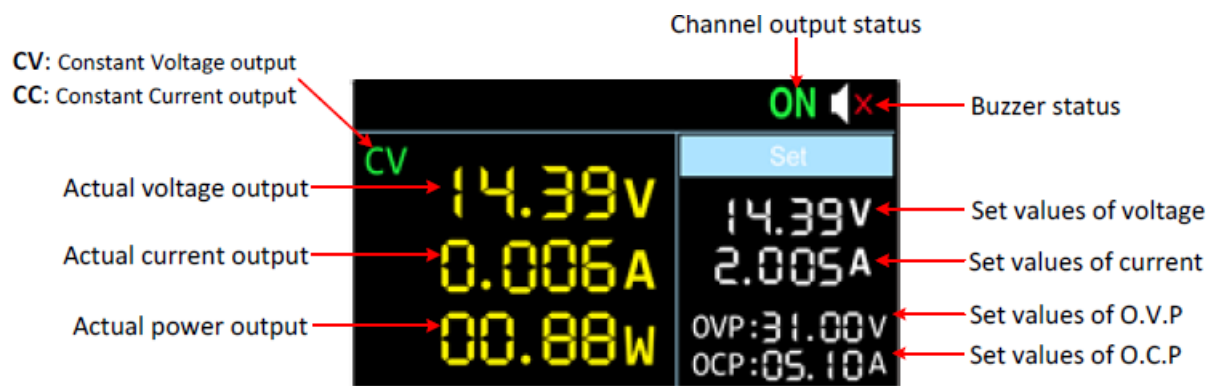 Channel output status
CV: Constant Voltage output
CC: Constant Current output
ON
Buzzer status
CV
Set
Actual voltage output
14.39V
14.39V
Set values of voltage
Actual current output
0.006A
2.005A
Set values of current
Actual power output
00.88W
OVP:31.00V
Set values of O.V.P
OCP:05.10A
Set values of O.C.P